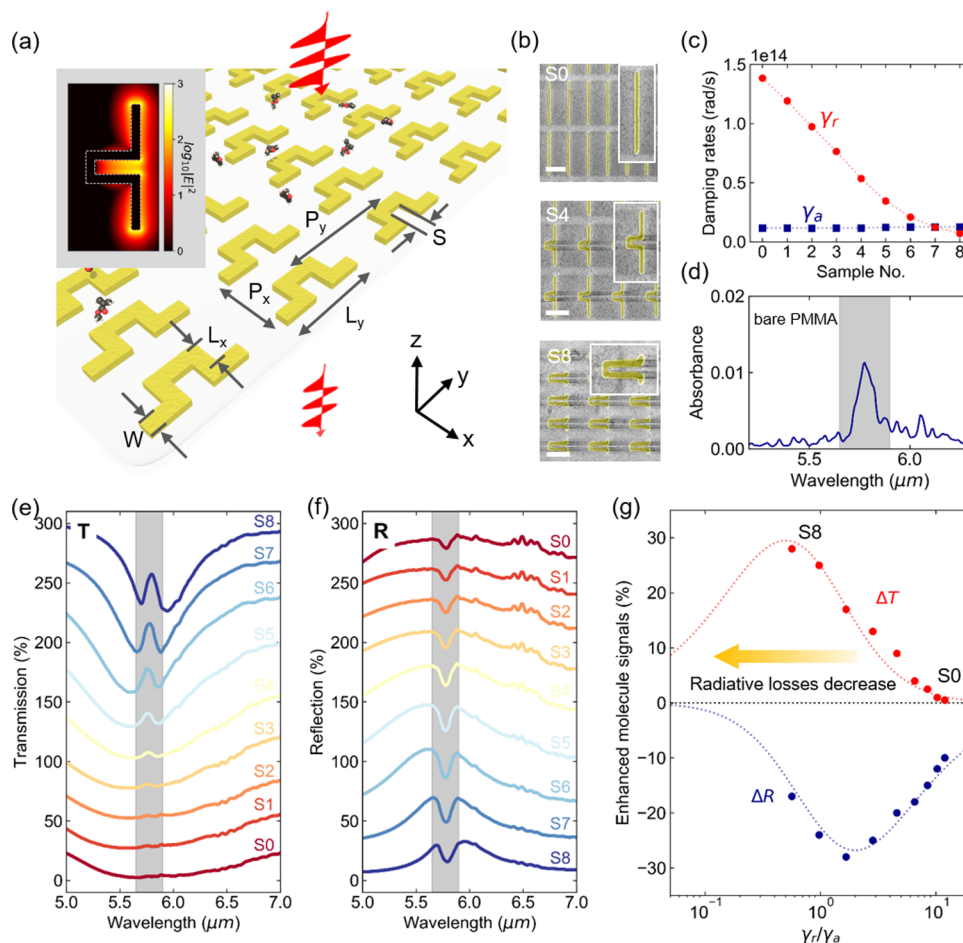 (a)
3
2
1
0
log10|E|²
Py
S
Px
Ly
Lx
W
z
y
x
(b)
S0
S4
S8
(c)
1e14
1.5
1.0
0.5
0.0
γr
γa
0 1 2 3 4 5 6 7 8
Sample No.
Damping rates (rad/s)
(d)
0.02
0.01
0.00
bare PMMA
5.5 6.0
Wavelength (μm)
Absorbance
(e)
T
300
250
200
150
100
50
0
S8
S7
S6
S5
S4
S3
S2
S1
S0
5.0 5.5 6.0 6.5 7.0
Wavelength (μm)
Transmission (%)
(f)
R
300
250
200
150
100
50
0
S0
S1
S2
S3
S4
S5
S6
S7
S8
5.0 5.5 6.0 6.5 7.0
Wavelength (μm)
Reflection (%)
(g)
30
20
10
0
−10
−20
−30
S8
ΔT
S0
Radiative losses decrease
ΔR
10⁻¹ 10⁰ 10¹
γr/γa
Enhanced molecule signals (%)